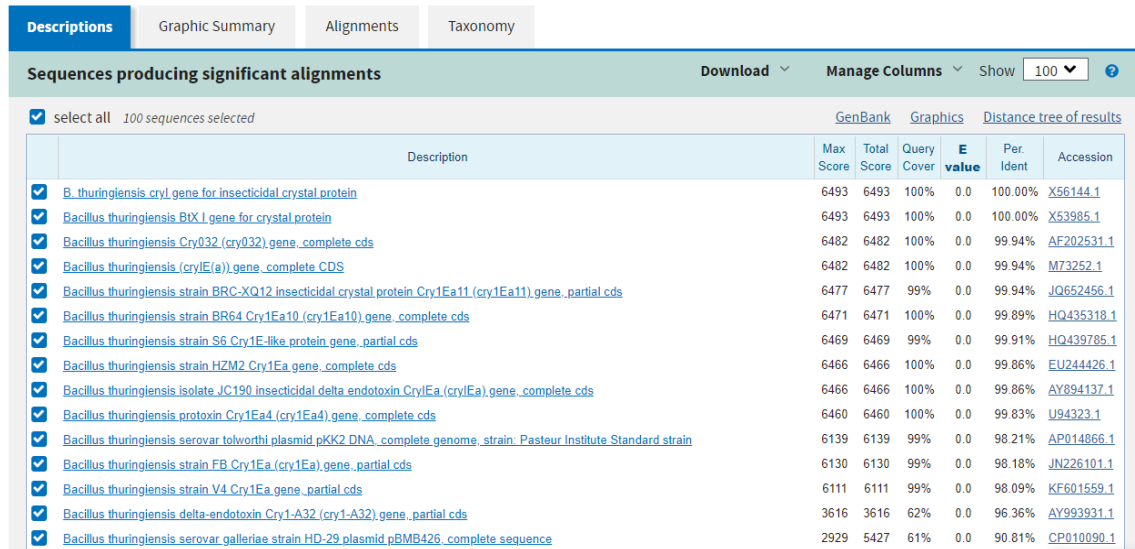 Descriptions Graphic Summary Alignments Taxonomy
Sequences producing significant alignments Download Manage Columns Show 100 ?
select all 100 sequences selected GenBank Graphics Distance tree of results
Description Max Score Total Score Query Cover E value Per. Ident Accession
B. thuringiensis cryI gene for insecticidal crystal protein 6493 6493 100% 0.0 100.00% X56144.1
Bacillus thuringiensis BtX I gene for crystal protein 6493 6493 100% 0.0 100.00% X53985.1
Bacillus thuringiensis Cry032 (cry032) gene, complete cds 6482 6482 100% 0.0 99.94% AF202531.1
Bacillus thuringiensis (cryIE(a)) gene, complete CDS 6482 6482 100% 0.0 99.94% M73252.1
Bacillus thuringiensis strain BRC-XQ12 insecticidal crystal protein Cry1Ea11 (cry1Ea11) gene, partial cds 6477 6477 99% 0.0 99.94% JQ652456.1
Bacillus thuringiensis strain BR64 Cry1Ea10 (cry1Ea10) gene, complete cds 6471 6471 100% 0.0 99.89% HQ435318.1
Bacillus thuringiensis strain S6 Cry1E-like protein gene, partial cds 6469 6469 99% 0.0 99.91% HQ439785.1
Bacillus thuringiensis strain HZM2 Cry1Ea gene, complete cds 6466 6466 100% 0.0 99.86% EU244426.1
Bacillus thuringiensis isolate JC190 insecticidal delta endotoxin CryIEa (cryIEa) gene, complete cds 6466 6466 100% 0.0 99.86% AY894137.1
Bacillus thuringiensis protoxin Cry1Ea4 (cry1Ea4) gene, complete cds 6460 6460 100% 0.0 99.83% U94323.1
Bacillus thuringiensis serovar tolworthi plasmid pKK2 DNA, complete genome, strain: Pasteur Institute Standard strain 6139 6139 99% 0.0 98.21% AP014866.1
Bacillus thuringiensis strain FB Cry1Ea (cry1Ea) gene, partial cds 6130 6130 99% 0.0 98.18% JN226101.1
Bacillus thuringiensis strain V4 Cry1Ea gene, partial cds 6111 6111 99% 0.0 98.09% KF601559.1
Bacillus thuringiensis delta-endotoxin Cry1-A32 (cry1-A32) gene, partial cds 3616 3616 62% 0.0 96.36% AY993931.1
Bacillus thuringiensis serovar galleriae strain HD-29 plasmid pBMB426, complete sequence 2929 5427 61% 0.0 90.81% CP010090.1